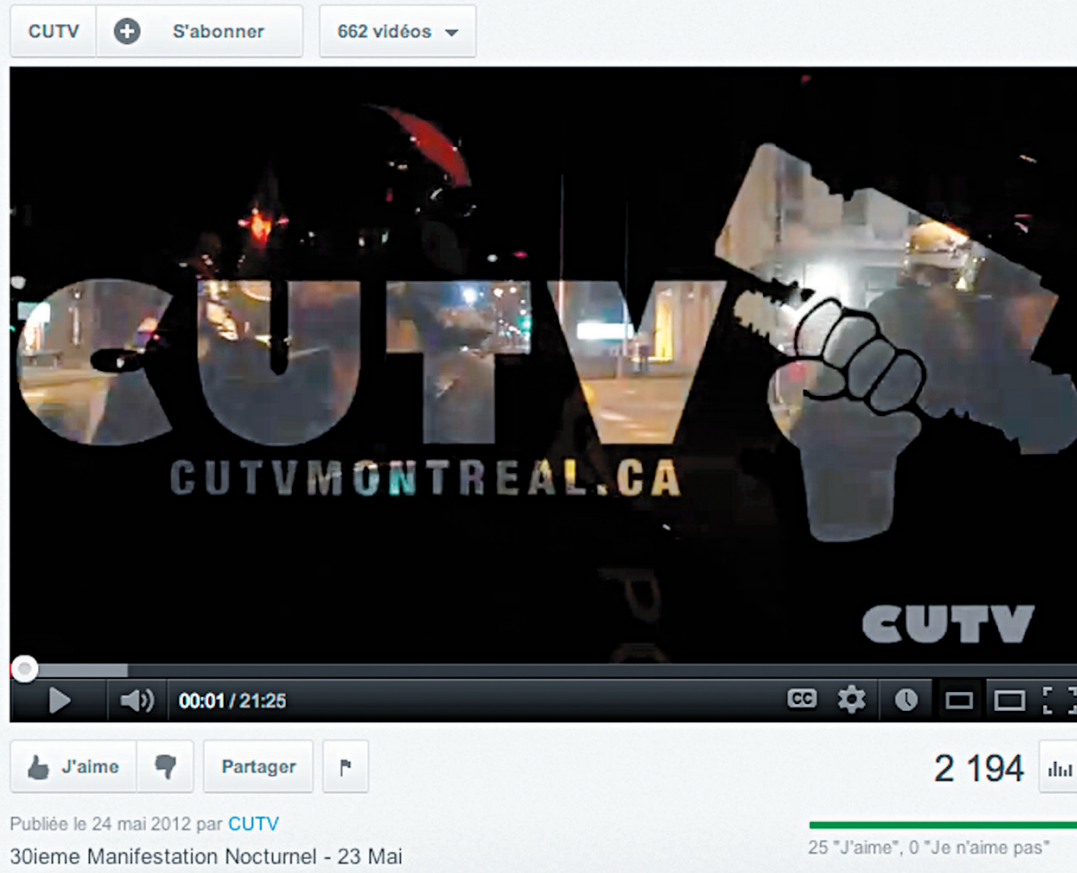 CUTV S'abonner 662 vidéos
CUTV
CUTVMONTREAL.CA
CUTV
00:01 / 21:25 CC
J'aime Partager 2 194
Publiée le 24 mai 2012 par CUTV
25 "J'aime", 0 "Je n'aime pas"
30ieme Manifestation Nocturnel - 23 Mai